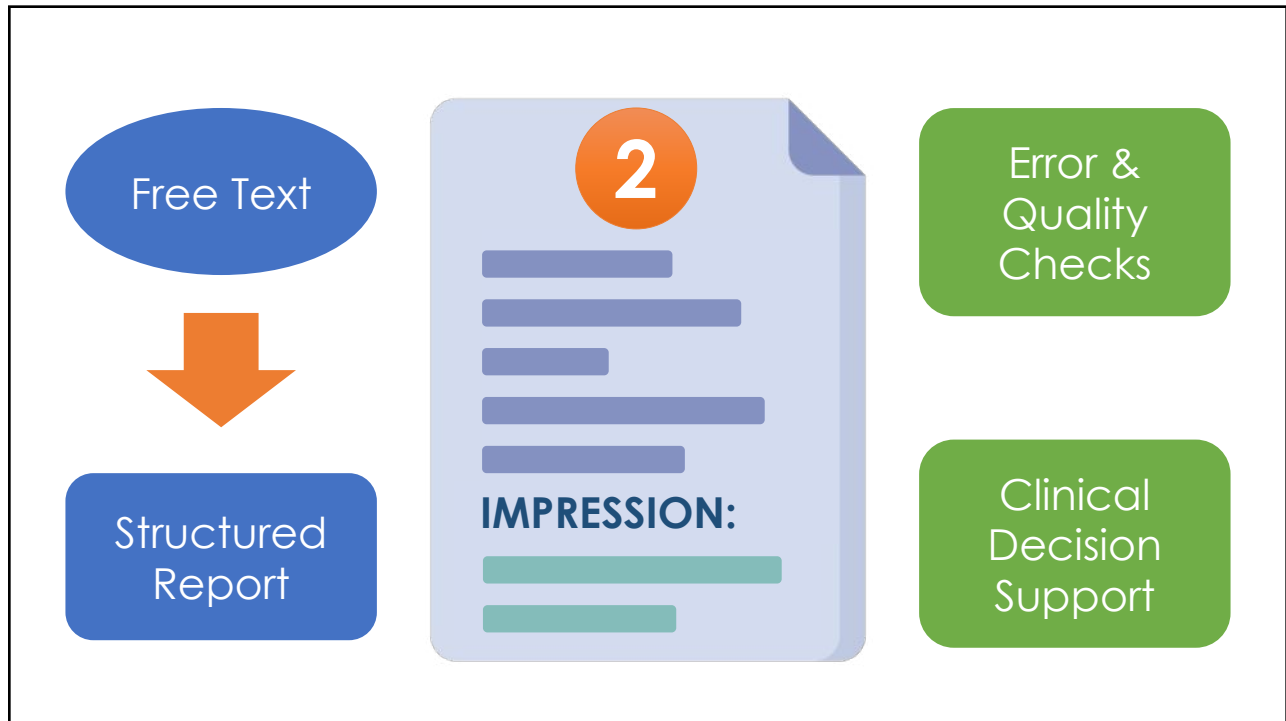 Free Text
Structured
Report
2
IMPRESSION:
Error &
Quality
Checks
Clinical
Decision
Support